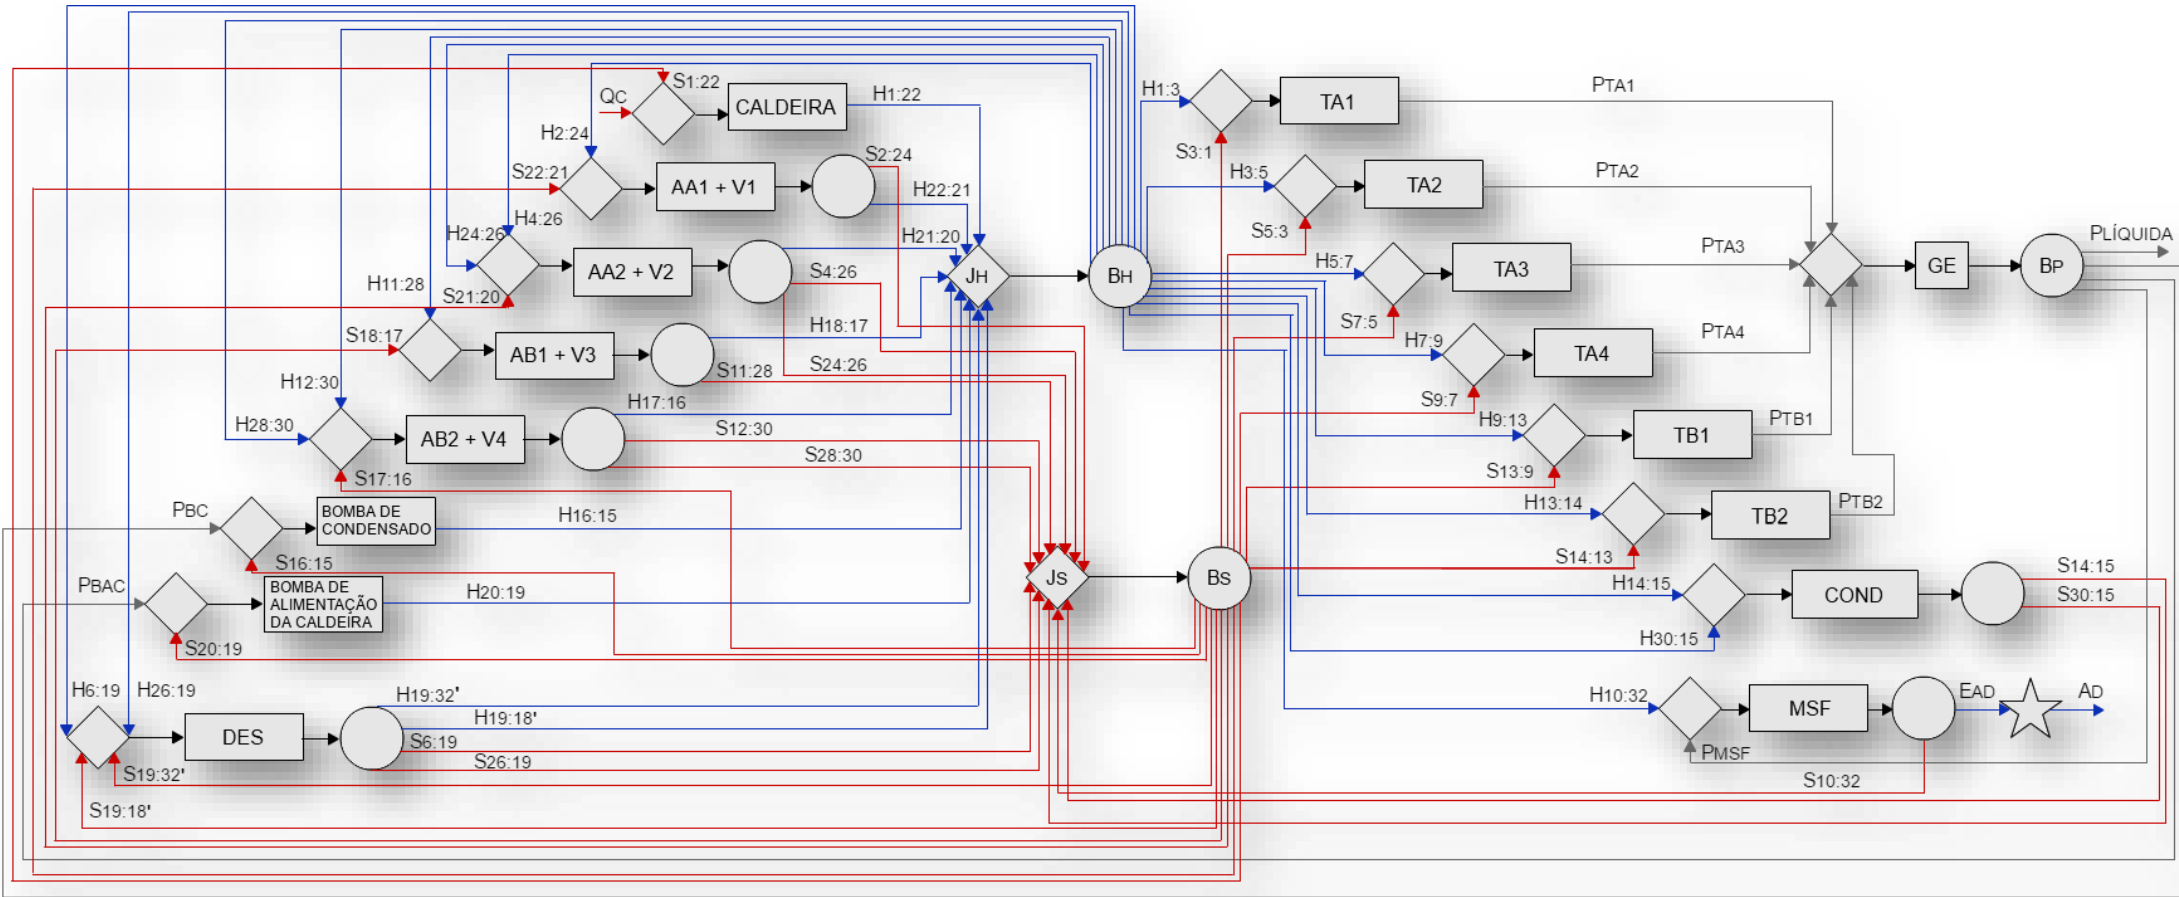 S1:22
QC
CALDEIRA
H1:22
H2:24
S22:21
AA1 + V1
S2:24
H22:21
H4:26
H24:26
S21:20
AA2 + V2
H21:20
S4:26
S24:26
H11:28
S18:17
AB1 + V3
H18:17
S11:28
H12:30
H28:30
S17:16
AB2 + V4
H17:16
S12:30
S28:30
PBC
BOMBA DE
CONDENSADO
H16:15
S16:15
PBAC
BOMBA DE
ALIMENTAÇÃO
DA CALDEIRA
H20:19
S20:19
H6:19
H26:19
DES
H19:32'
H19:18'
S6:19
S26:19
S19:32'
S19:18'
JH
BH
JS
BS
H1:3
TA1
PTA1
S3:1
H3:5
TA2
PTA2
S5:3
H5:7
TA3
PTA3
S7:5
H7:9
TA4
PTA4
S9:7
H9:13
TB1
PTB1
S13:9
H13:14
TB2
PTB2
S14:13
GE
BP
PLÍQUIDA
H14:15
COND
S14:15
S30:15
H30:15
H10:32
MSF
EAD
AD
PMSF
S10:32